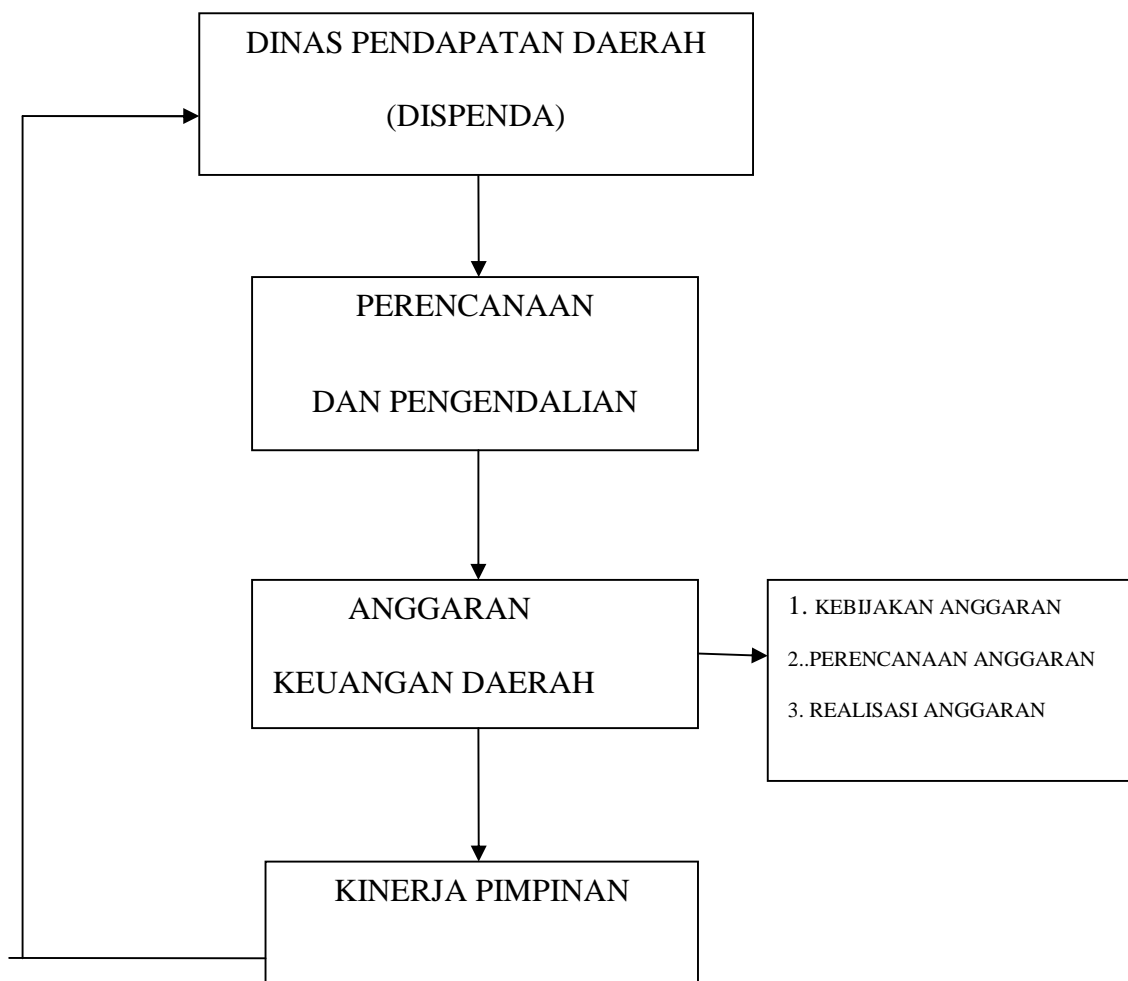 DINAS PENDAPATAN DAERAH
(DISPENDA)
PERENCANAAN
DAN PENGENDALIAN
ANGGARAN
KEUANGAN DAERAH
1. KEBIJAKAN ANGGARAN
2..PERENCANAAN ANGGARAN
3. REALISASI ANGGARAN
KINERJA PIMPINAN